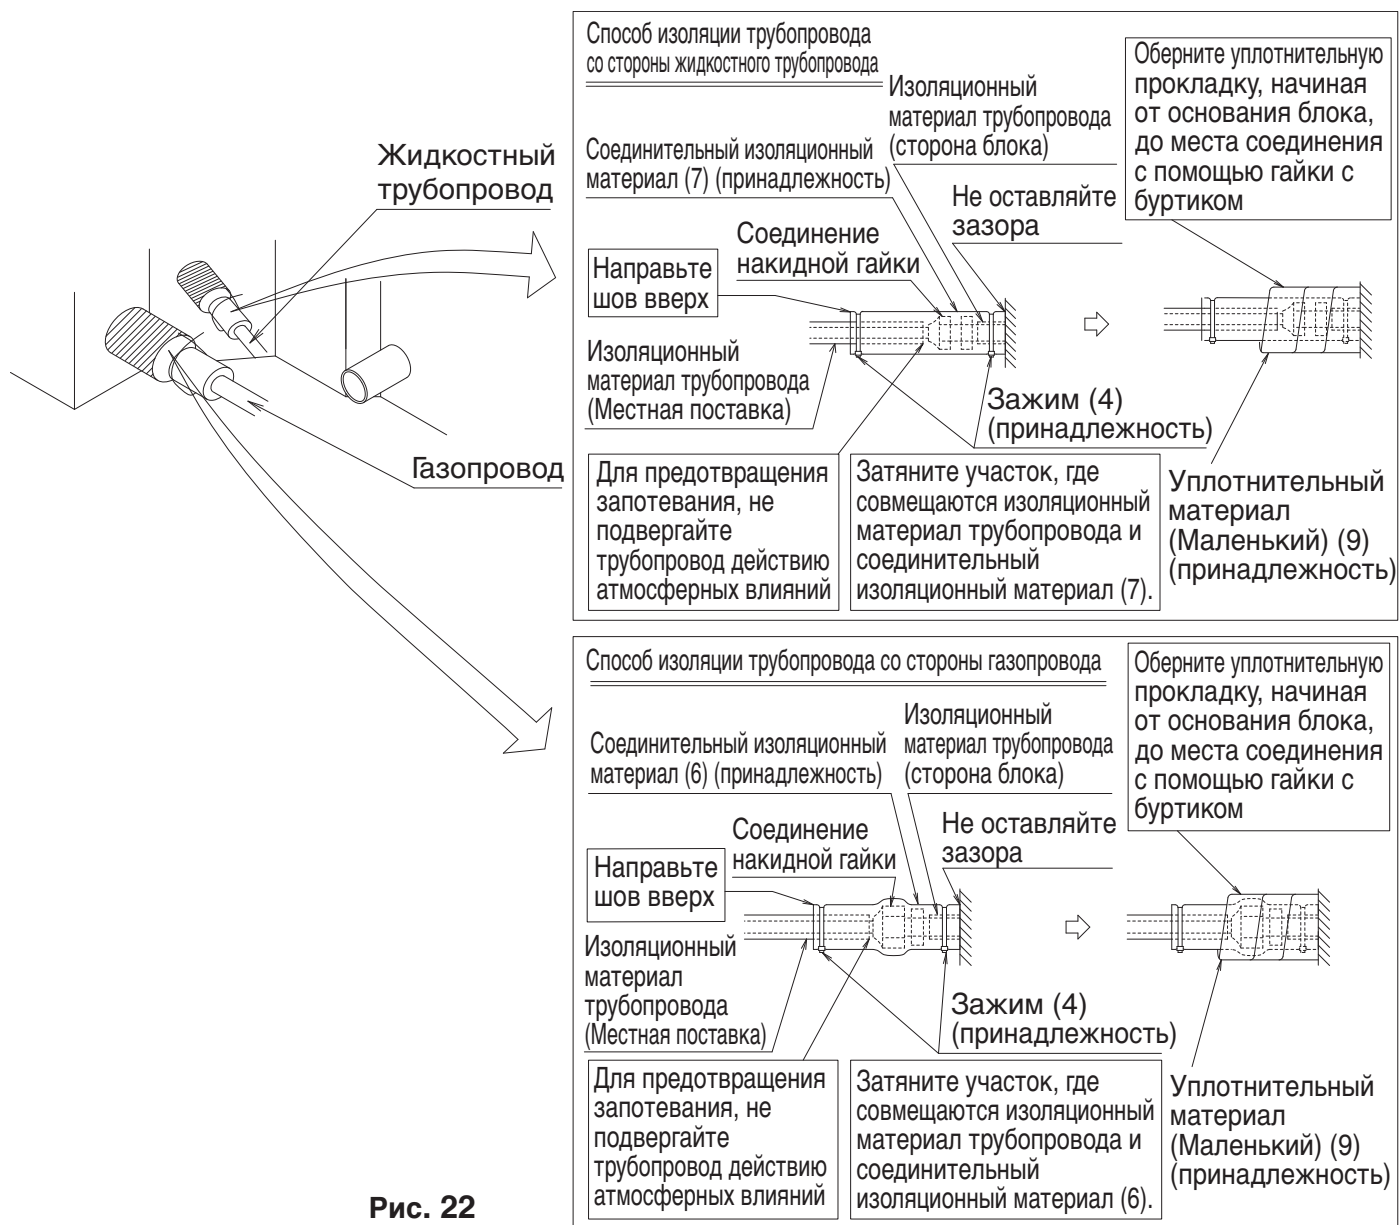 Жидкостный
трубопровод
Газопровод
Способ изоляции трубопровода
со стороны жидкостного трубопровода
Изоляционный
материал трубопровода
(сторона блока)
Оберните уплотнительную
прокладку, начиная
от основания блока,
до места соединения
с помощью гайки с
буртиком
Соединительный изоляционный
материал (7) (принадлежность)
Не оставляйте
зазора
Соединение
накидной гайки
Направьте
шов вверх
Изоляционный
материал трубопровода
(Местная поставка)
Зажим (4)
(принадлежность)
Для предотвращения
запотевания, не
подвергайте
трубопровод действию
атмосферных влияний
Затяните участок, где
совмещаются изоляционный
материал трубопровода и
соединительный
изоляционный материал (7).
Уплотнительный
материал
(Маленький) (9)
(принадлежность)
Способ изоляции трубопровода со стороны газопровода
Изоляционный
материал трубопровода
(сторона блока)
Оберните уплотнительную
прокладку, начиная
от основания блока,
до места соединения
с помощью гайки с
буртиком
Соединительный изоляционный
материал (6) (принадлежность)
Не оставляйте
зазора
Соединение
накидной гайки
Направьте
шов вверх
Изоляционный
материал
трубопровода
(Местная поставка)
Зажим (4)
(принадлежность)
Для предотвращения
запотевания, не
подвергайте
трубопровод действию
атмосферных влияний
Затяните участок, где
совмещаются изоляционный
материал трубопровода и
соединительный
изоляционный материал (6).
Уплотнительный
материал
(Маленький) (9)
(принадлежность)
Рис. 22